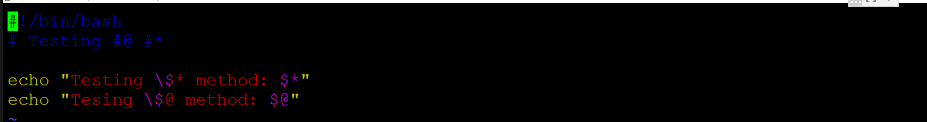 #!/bin/bash
# Testing #@ #*
echo "Testing \$* method: $*"
echo "Tesing \$@ method: $@"
~